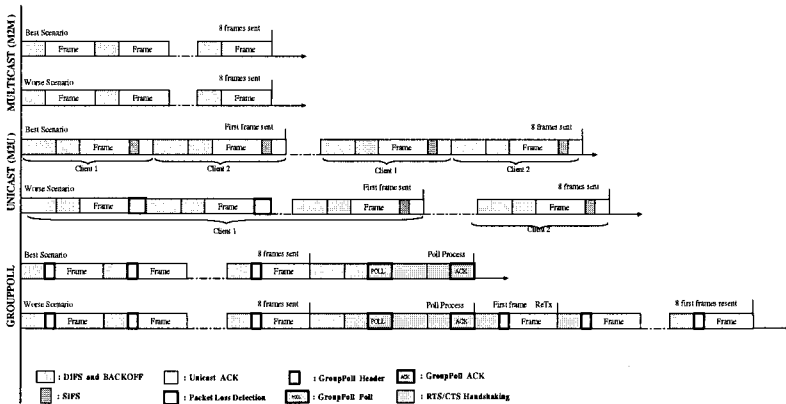 MULTICAST (M2M)
Best Scenario
8 frames sent
Frame
Frame
Frame
Worse Scenario
8 frames sent
Frame
Frame
Frame
UNICAST (M2U)
Best Scenario
First frame sent
8 frames sent
Frame
Frame
Frame
Frame
Client 1
Client 2
Client 1
Client 2
Worse Scenario
First frame sent
8 frames sent
Frame
Frame
Frame
Frame
Client 1
Client 2
GROUPPOLL
Best Scenario
8 frames sent
Poll Process
Frame
Frame
Frame
POLL
ACK
Worse Scenario
8 frames sent
Poll Process
First frame ReTx
8 first frames resent
Frame
Frame
Frame
POLL
ACK
Frame
Frame
Frame
: DIFS and BACKOFF
: Unicast ACK
: GroupPoll Header
ACK : GroupPoll ACK
: SIFS
: Packet Loss Detection
POLL : GroupPoll Poll
: RTS/CTS Handshaking